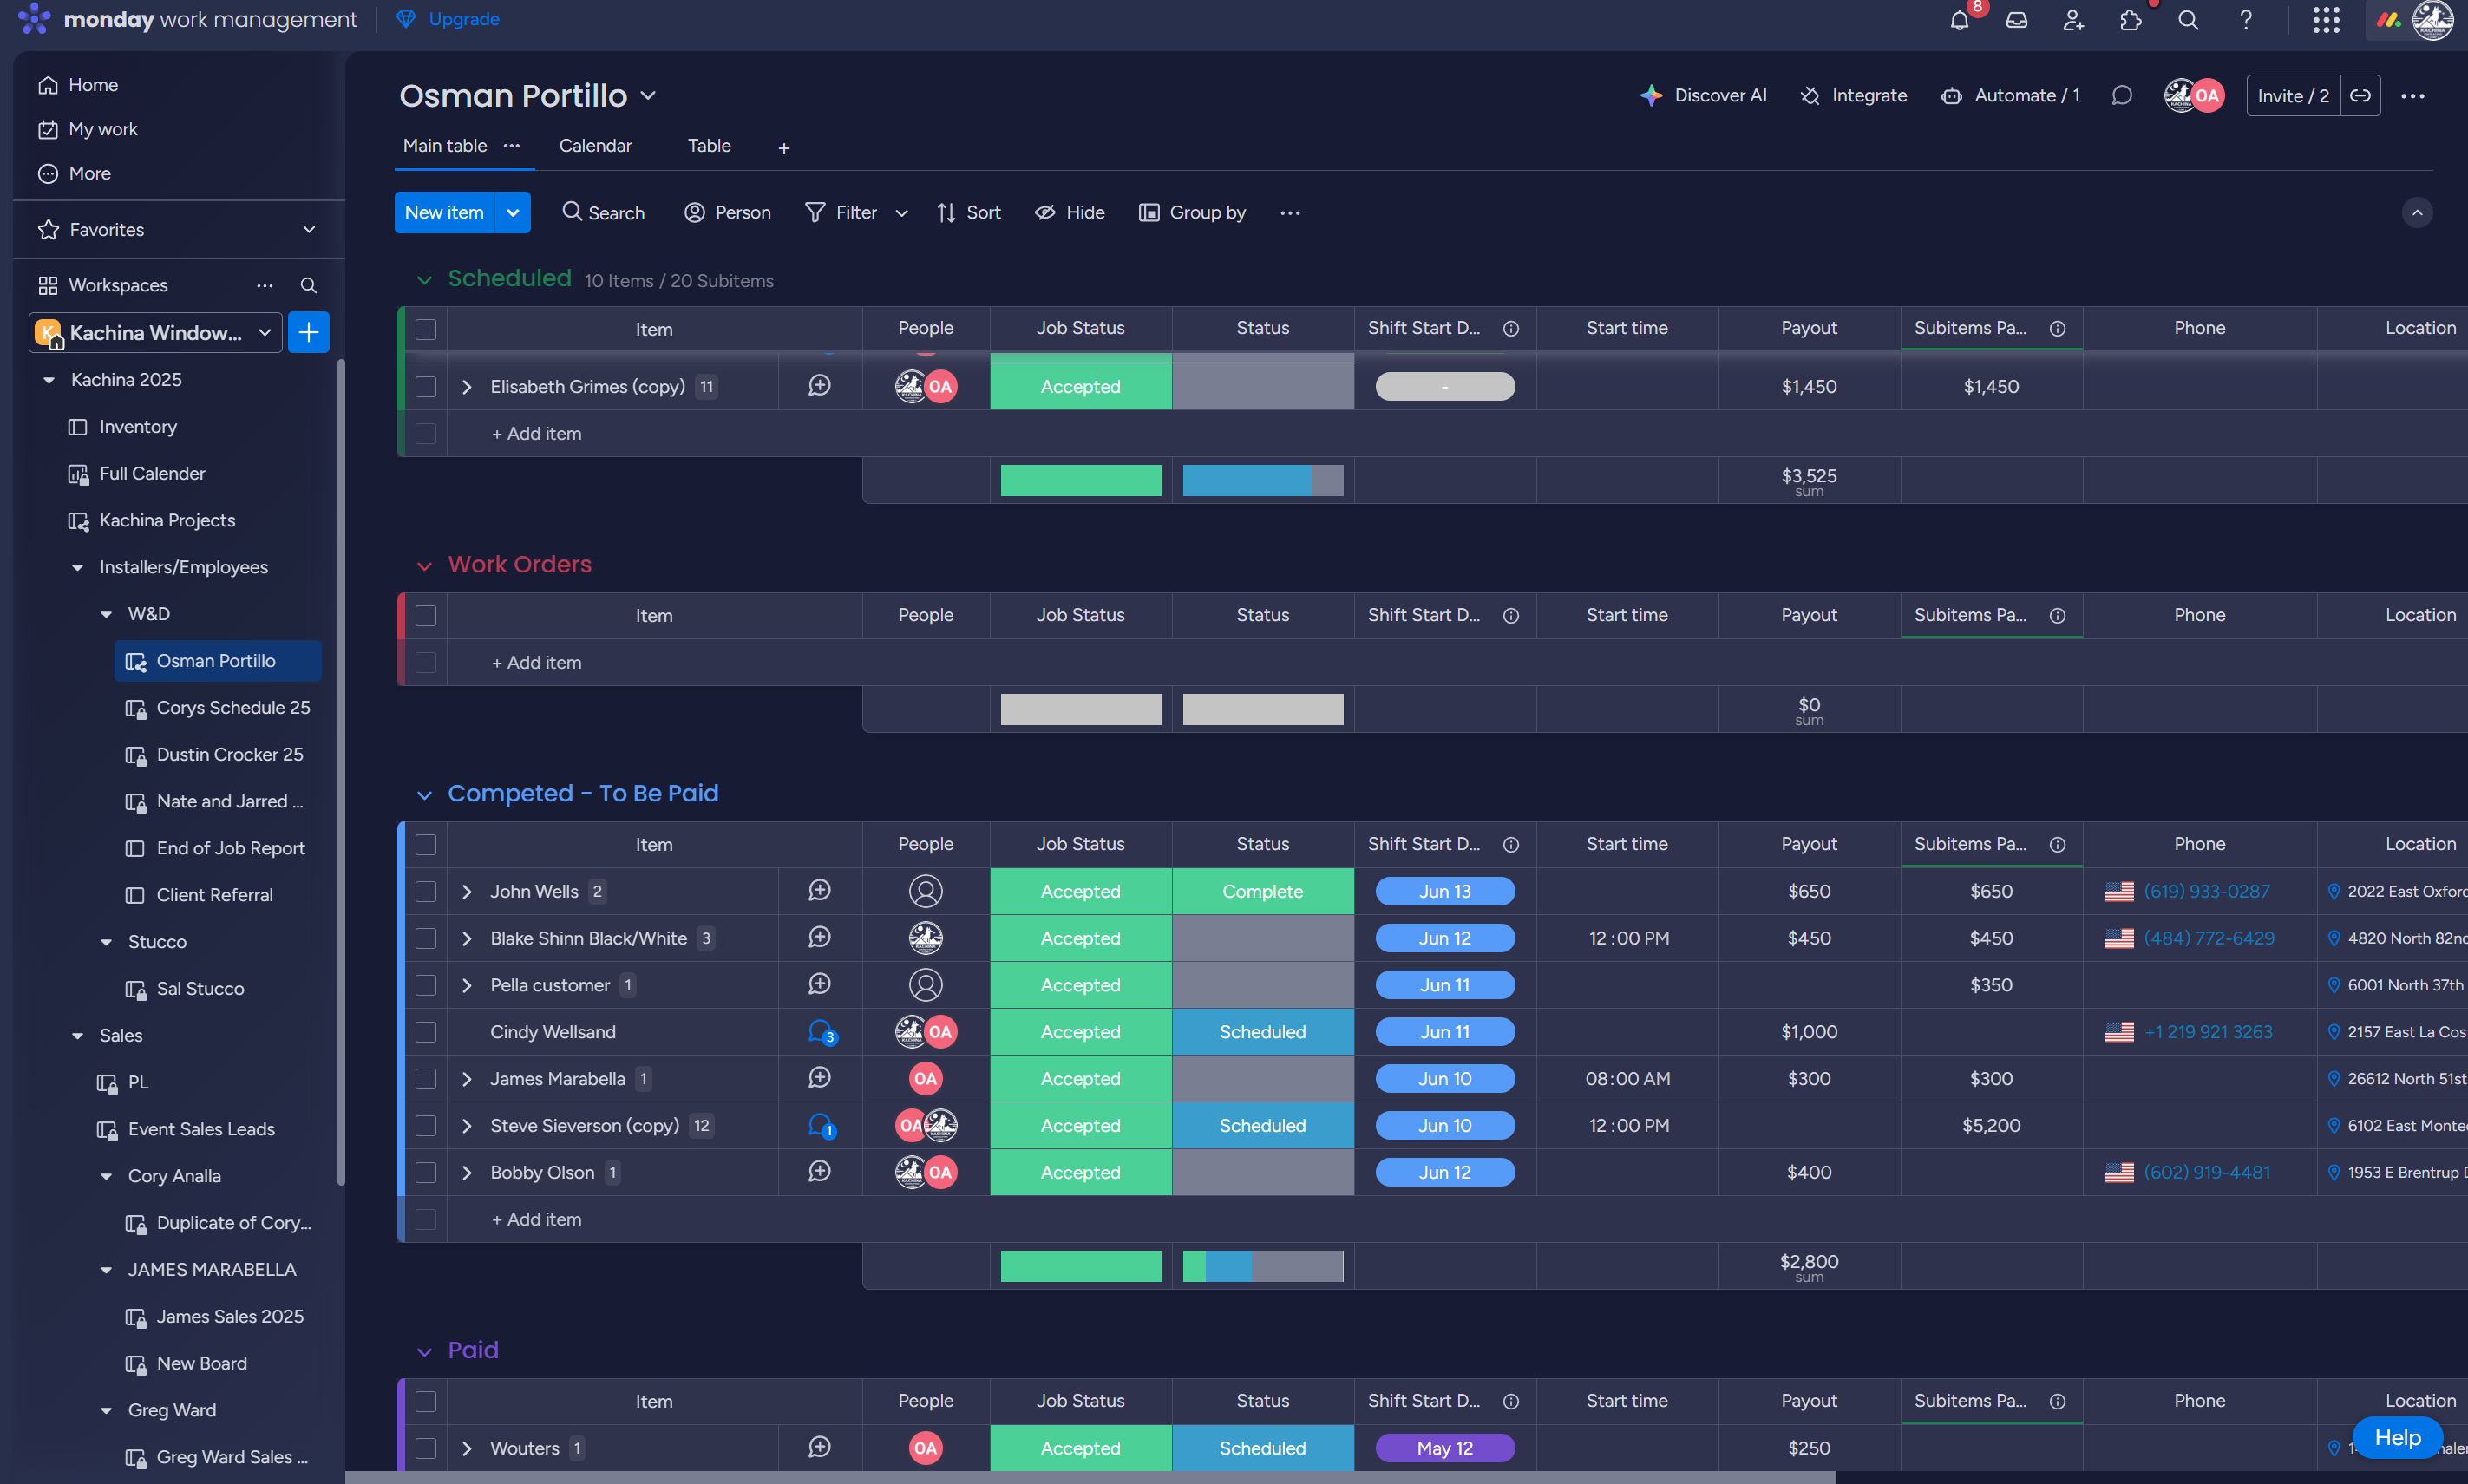 monday work management Upgrade 8
Home
My work
More
Favorites
Workspaces
K Kachina Window...
Kachina 2025
Inventory
Full Calender
Kachina Projects
Installers/Employees
W&D
Osman Portillo
Corys Schedule 25
Dustin Crocker 25
Nate and Jarred ...
End of Job Report
Client Referral
Stucco
Sal Stucco
Sales
PL
Event Sales Leads
Cory Analla
Duplicate of Cory...
JAMES MARABELLA
James Sales 2025
New Board
Greg Ward
Greg Ward Sales ...
Osman Portillo Discover AI Integrate Automate / 1 OA Invite / 2
Main table Calendar Table +
New item Search Person Filter Sort Hide Group by
Scheduled 10 Items / 20 Subitems
Item People Job Status Status Shift Start D... Start time Payout Subitems Pa... Phone Location
Elisabeth Grimes (copy) 11 OA Accepted - $1,450 $1,450
+ Add item
$3,525
sum
Work Orders
Item People Job Status Status Shift Start D... Start time Payout Subitems Pa... Phone Location
+ Add item
$0
sum
Competed - To Be Paid
Item People Job Status Status Shift Start D... Start time Payout Subitems Pa... Phone Location
John Wells 2 Accepted Complete Jun 13 $650 $650 (619) 933-0287 2022 East Oxford
Blake Shinn Black/White 3 Accepted Jun 12 12:00 PM $450 $450 (484) 772-6429 4820 North 82nd
Pella customer 1 Accepted Jun 11 $350 6001 North 37th
Cindy Wellsand 3 OA Accepted Scheduled Jun 11 $1,000 +1 219 921 3263 2157 East La Cos
James Marabella 1 OA Accepted Jun 10 08:00 AM $300 $300 26612 North 51st
Steve Sieverson (copy) 12 1 OA Accepted Scheduled Jun 10 12:00 PM $5,200 6102 East Monte
Bobby Olson 1 OA Accepted Jun 12 $400 (602) 919-4481 1953 E Brentrup
+ Add item
$2,800
sum
Paid
Item People Job Status Status Shift Start D... Start time Payout Subitems Pa... Phone Location
Wouters 1 OA Accepted Scheduled May 12 $250
Help